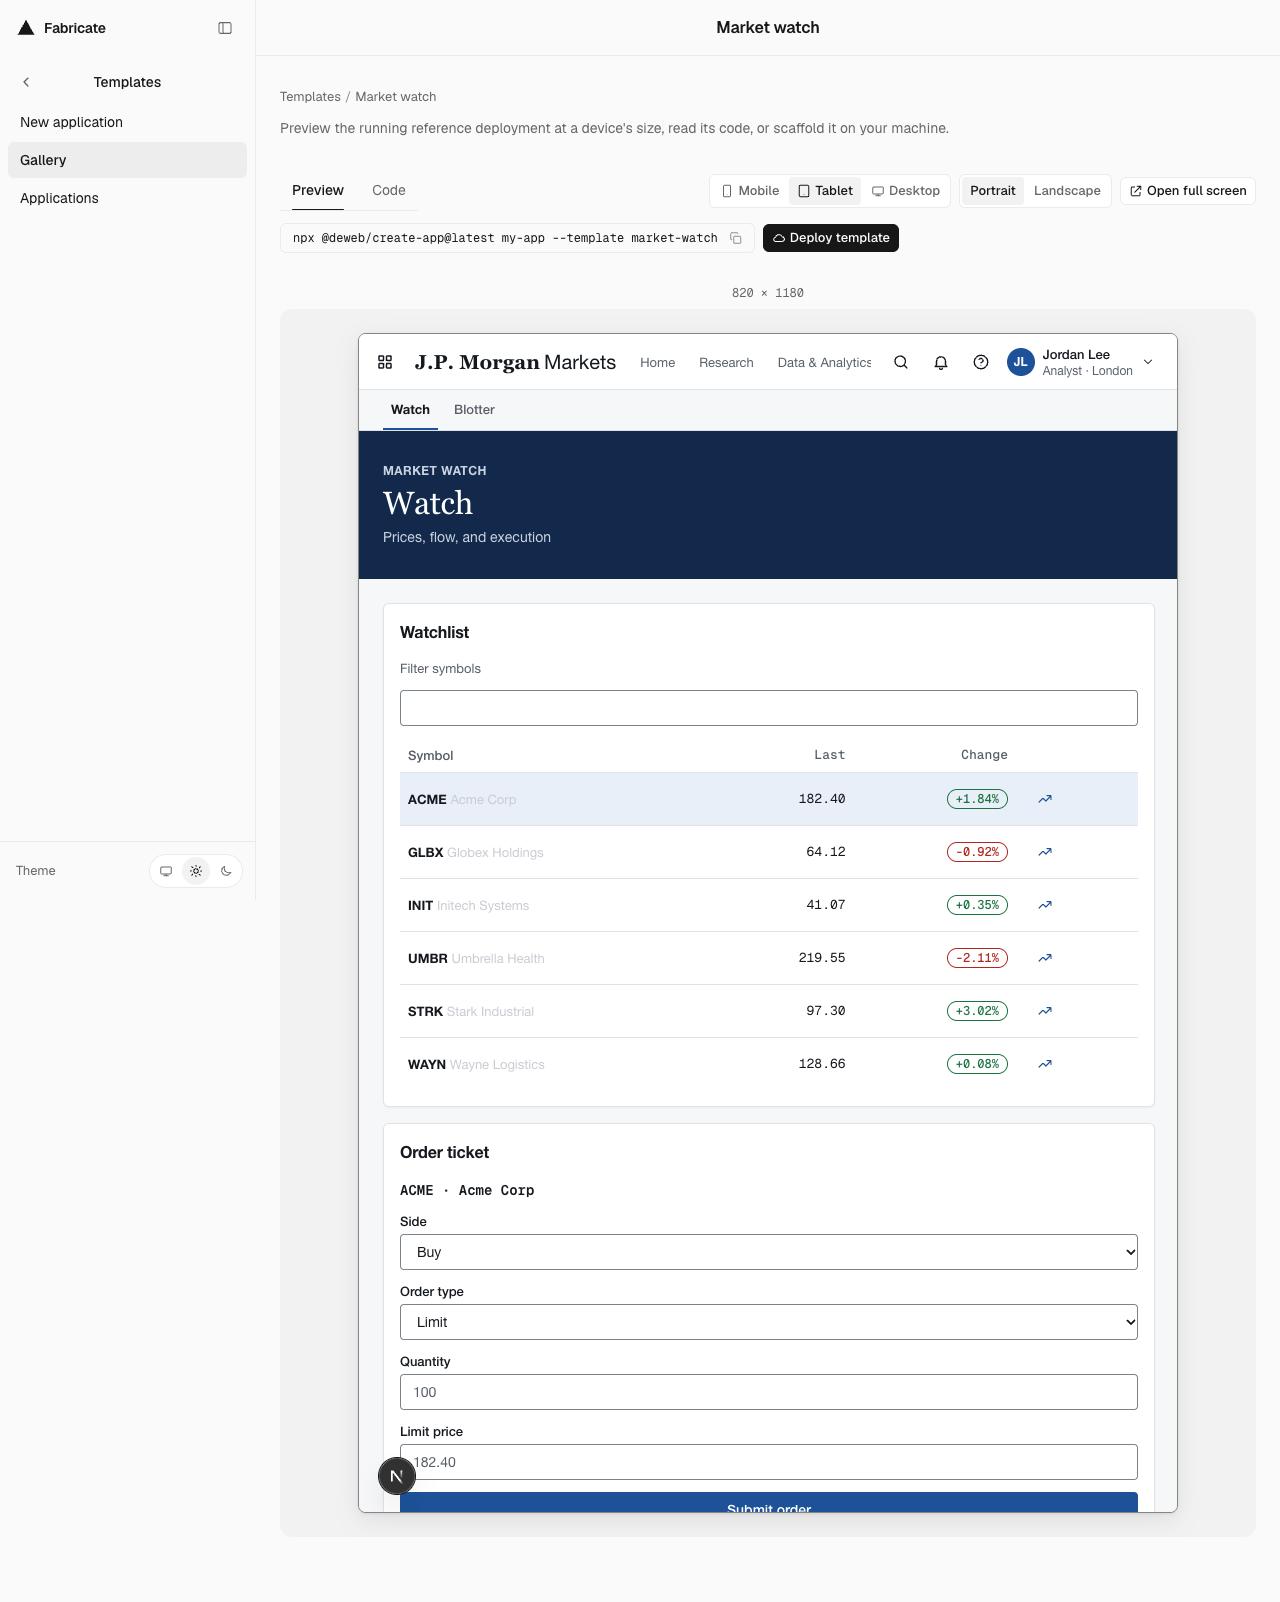 Fabricate
Market watch
Templates
New application
Gallery
Applications
Templates / Market watch
Preview the running reference deployment at a device's size, read its code, or scaffold it on your machine.
Preview Code
Mobile Tablet Desktop
Portrait Landscape
Open full screen
npx @deweb/create-app@latest my-app --template market-watch
Deploy template
820 × 1180
J.P. Morgan Markets
Home Research Data & Analytics
JL
Jordan Lee
Analyst · London
Watch Blotter
MARKET WATCH
Watch
Prices, flow, and execution
Watchlist
Filter symbols
Symbol Last Change
ACME Acme Corp 182.40 +1.84%
GLBX Globex Holdings 64.12 -0.92%
INIT Initech Systems 41.07 +0.35%
UMBR Umbrella Health 219.55 -2.11%
STRK Stark Industrial 97.30 +3.02%
WAYN Wayne Logistics 128.66 +0.08%
Order ticket
ACME · Acme Corp
Side
Buy
Order type
Limit
Quantity
100
Limit price
182.40
N
Submit order
Theme